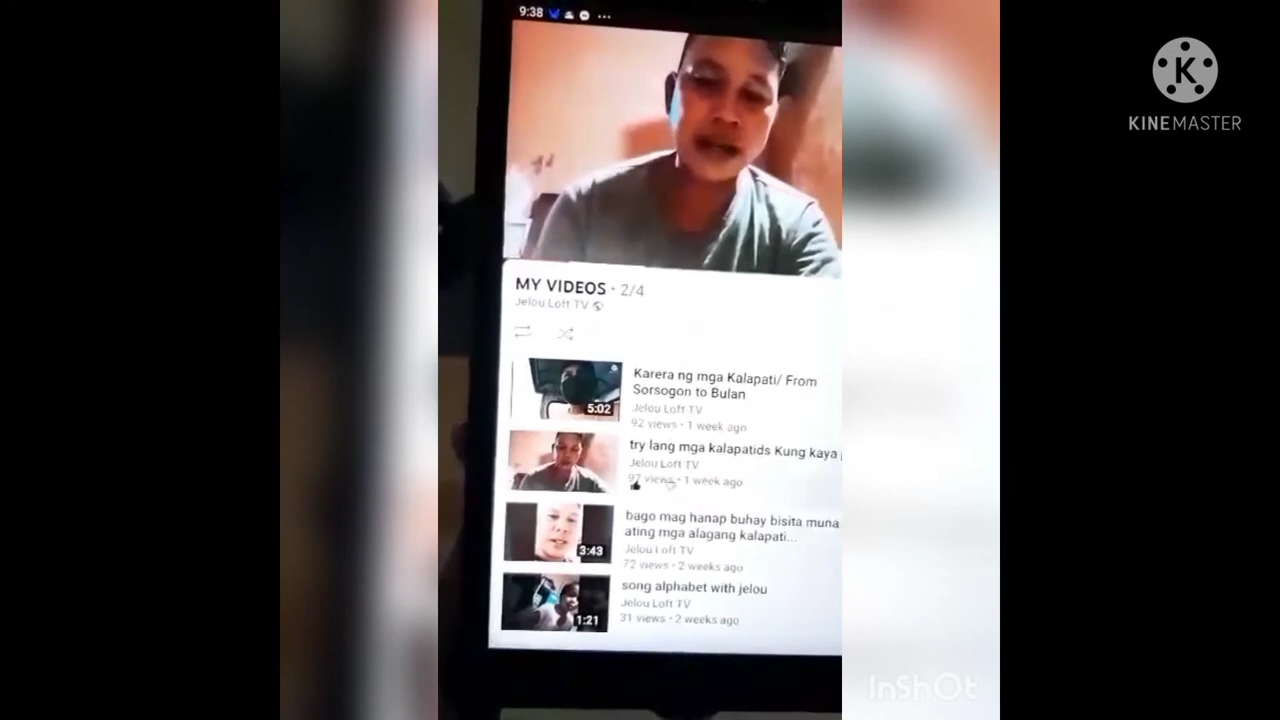 9:38
KINEMASTER
MY VIDEOS · 2/4
Jelou Loft TV
Karera ng mga Kalapati/ From
Sorsogon to Bulan
Jelou Loft TV
92 views · 1 week ago
5:02
try lang mga kalapatids Kung kaya
Jelou Loft TV
97 views · 1 week ago
bago mag hanap buhay bisita muna
ating mga alagang kalapati...
Jelou Loft TV
72 views · 2 weeks ago
3:43
song alphabet with jelou
Jelou Loft TV
31 views · 2 weeks ago
1:21
InShOt